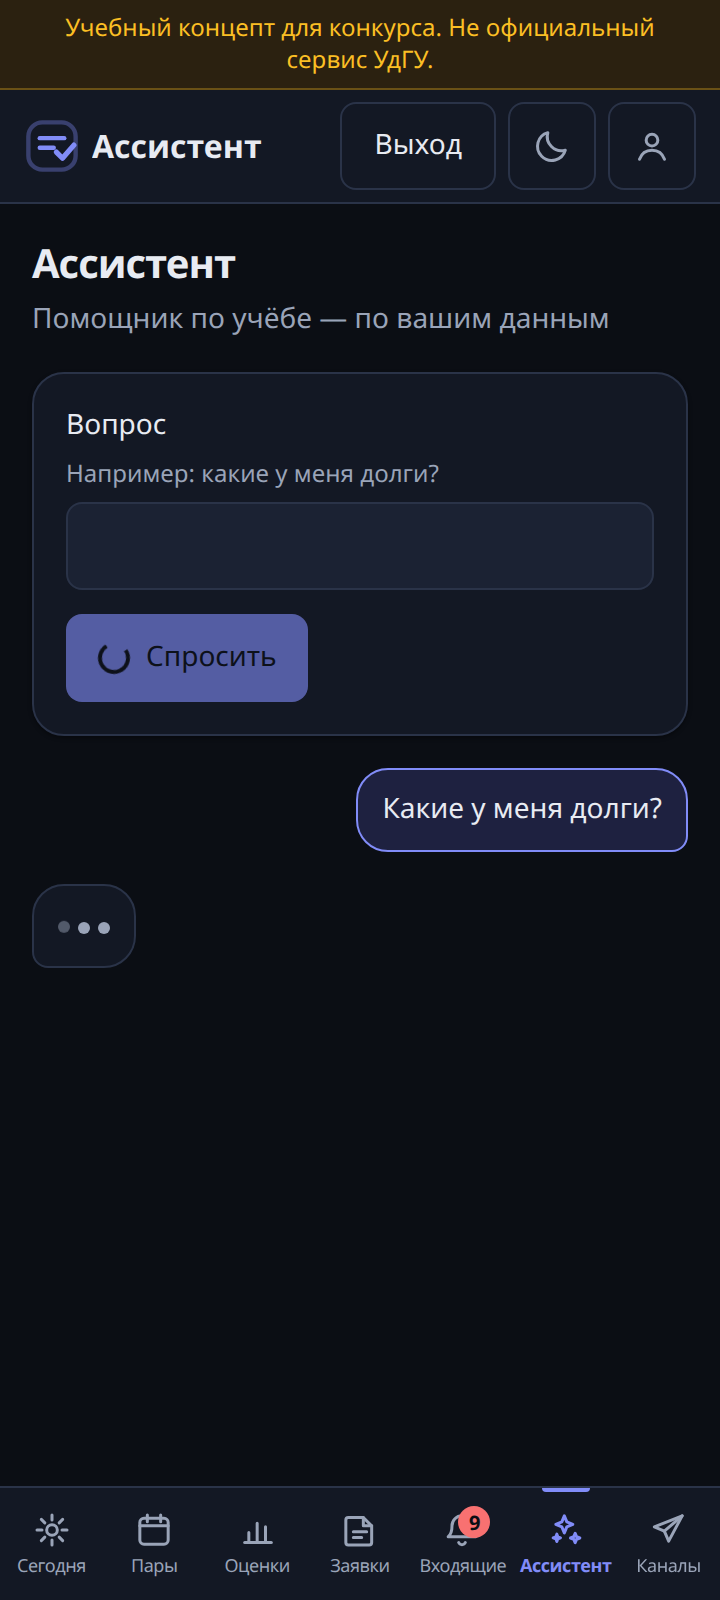 Учебный концепт для конкурса. Не официальный
сервис УдГУ.
Ассистент
Выход
Ассистент
Помощник по учёбе — по вашим данным
Вопрос
Например: какие у меня долги?
Спросить
Какие у меня долги?
9
Сегодня
Пары
Оценки
Заявки
Входящие
Ассистент
Каналы